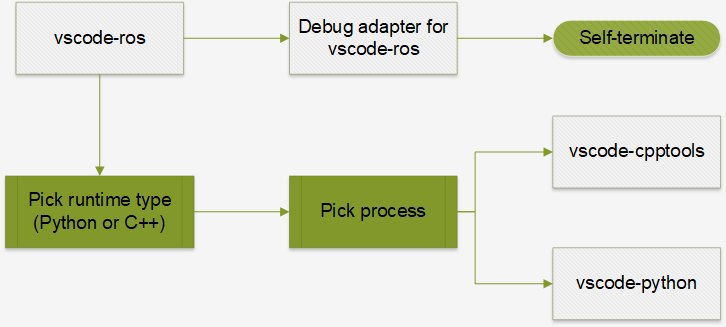 vscode-ros
Debug adapter for
vscode-ros
Self-terminate
Pick runtime type
(Python or C++)
Pick process
vscode-cpptools
vscode-python